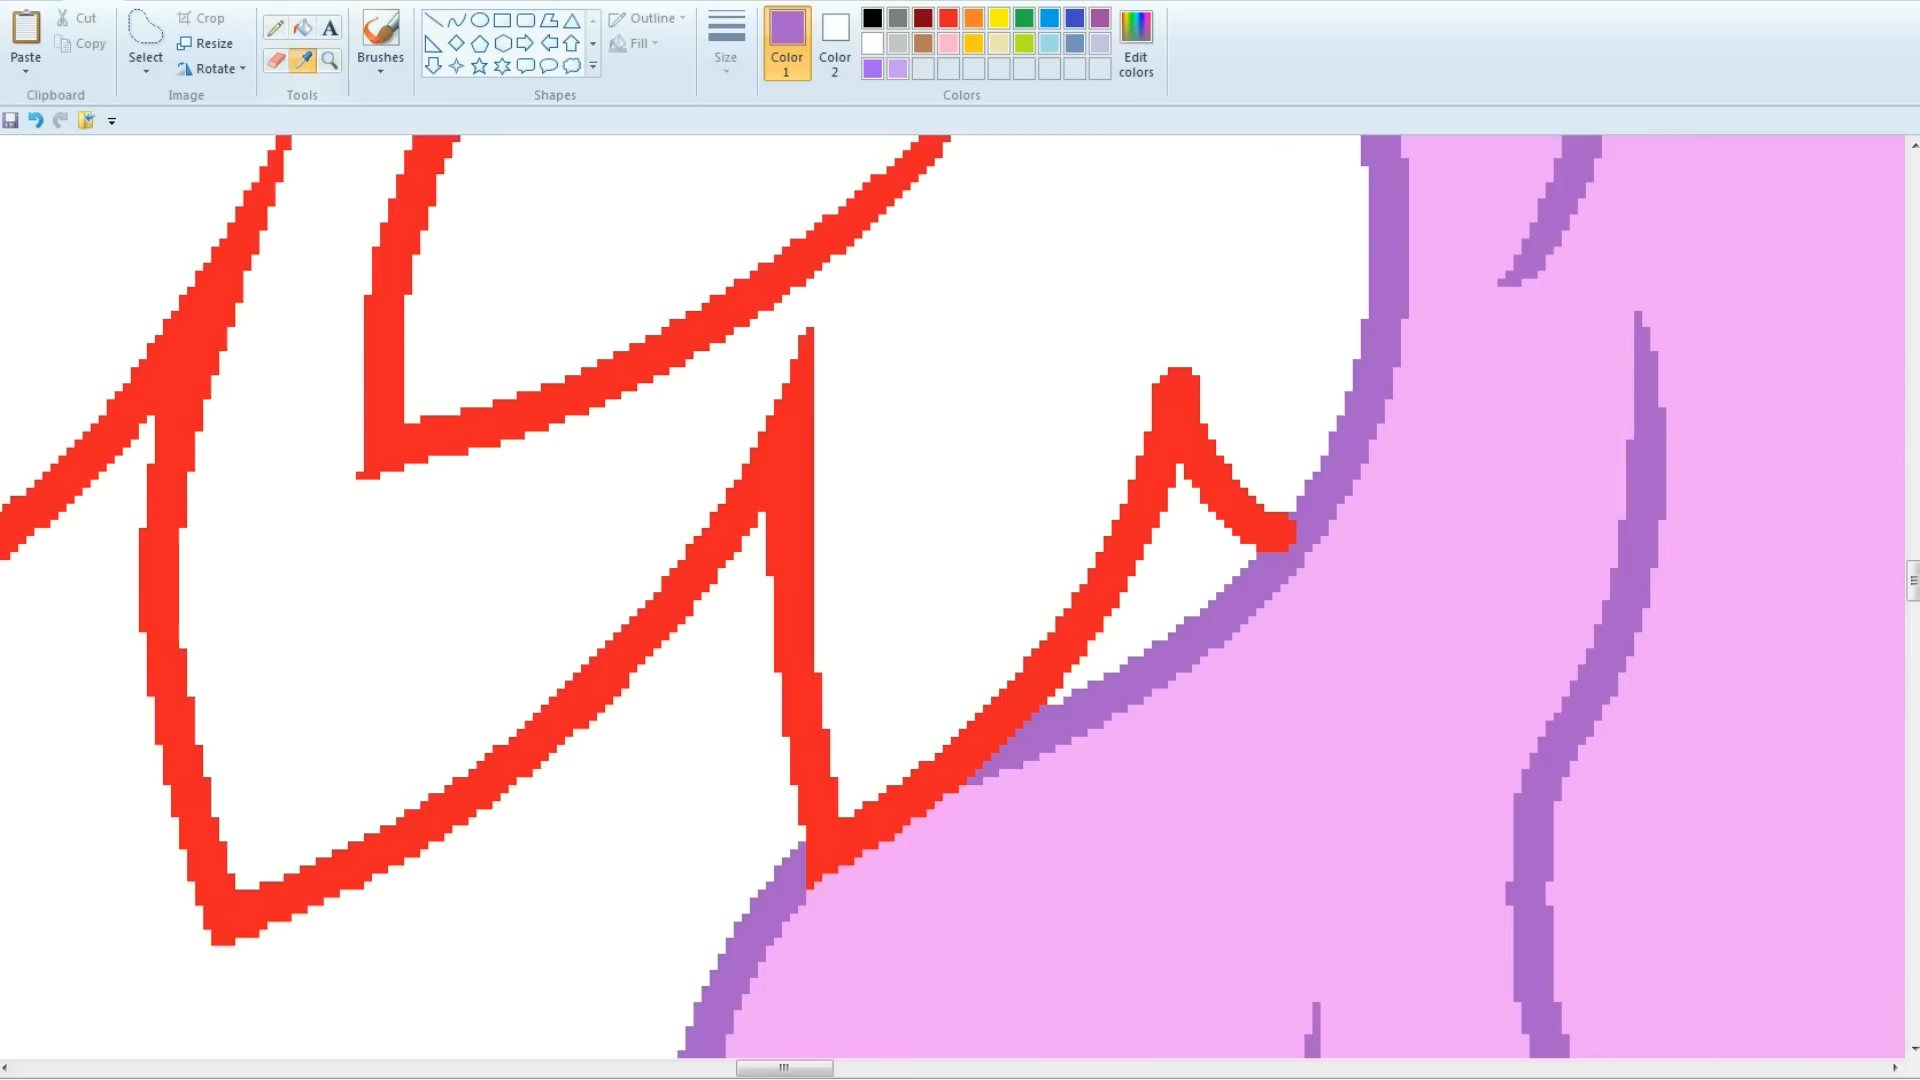 Paste
Cut
Copy
Clipboard
Select
Crop
Resize
Rotate
Image
A
Tools
Brushes
Shapes
Outline
Fill
Size
Color
1
Color
2
Edit
colors
Colors